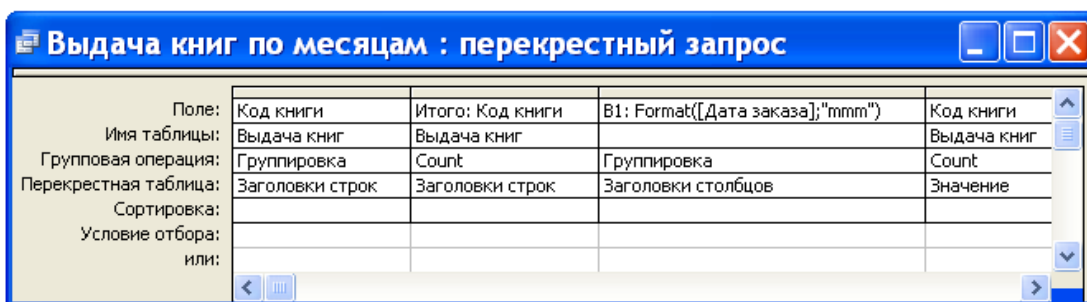 Выдача книг по месяцам : перекрестный запрос
Поле: Код книги Итого: Код книги В1: Format([Дата заказа];"mmm") Код книги
Имя таблицы: Выдача книг Выдача книг Выдача книг
Групповая операция: Группировка Count Группировка Count
Перекрестная таблица: Заголовки строк Заголовки строк Заголовки столбцов Значение
Сортировка:
Условие отбора:
или: